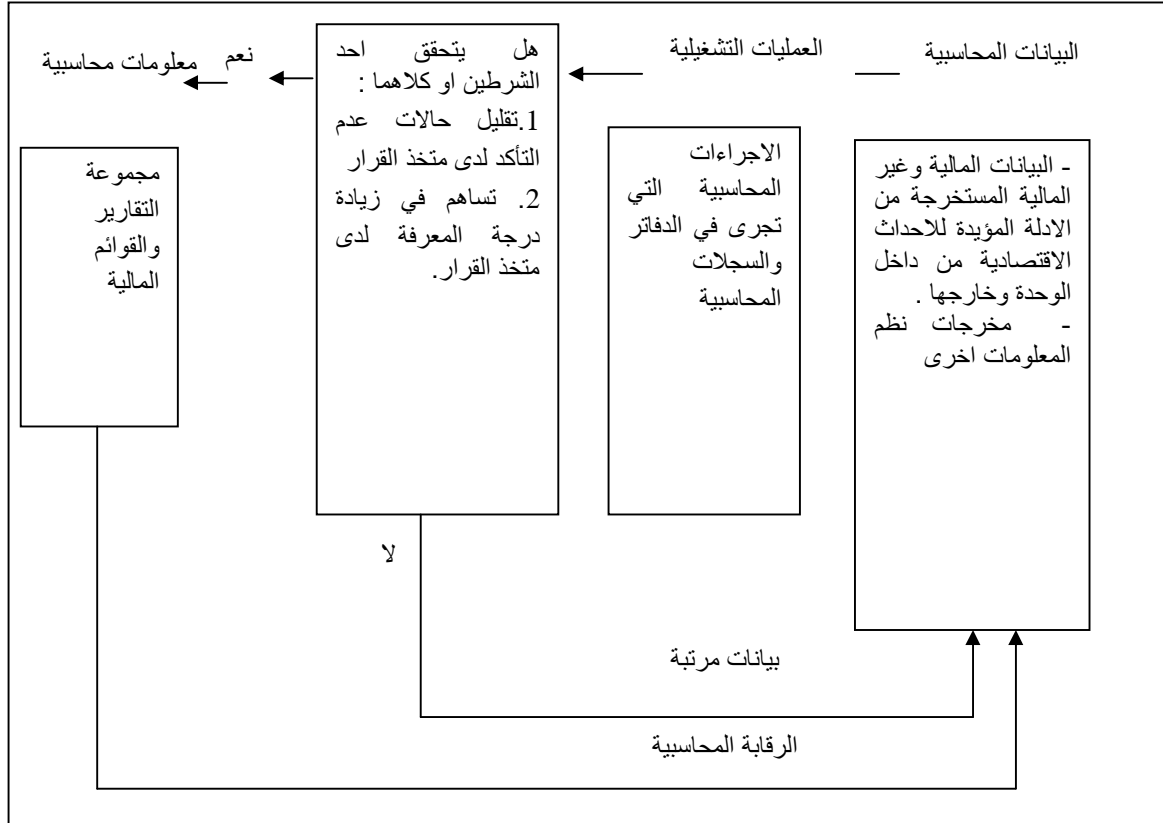 البيانات المحاسبية
العمليات التشغيلية
نعم
معلومات محاسبية
- البيانات المالية وغير
المالية المستخرجة من
الادلة المؤيدة للاحداث
الاقتصادية من داخل
الوحدة وخارجها .
- مخرجات نظم
المعلومات اخرى
الاجراءات
المحاسبية التي
تجرى في الدفاتر
والسجلات
المحاسبية
هل يتحقق احد
الشرطين او كلاهما :
1.تقليل حالات عدم
التأكد لدى متخذ القرار
2. تساهم في زيادة
درجة المعرفة لدى
متخذ القرار.
مجموعة
التقارير
والقوائم
المالية
لا
بيانات مرتبة
الرقابة المحاسبية